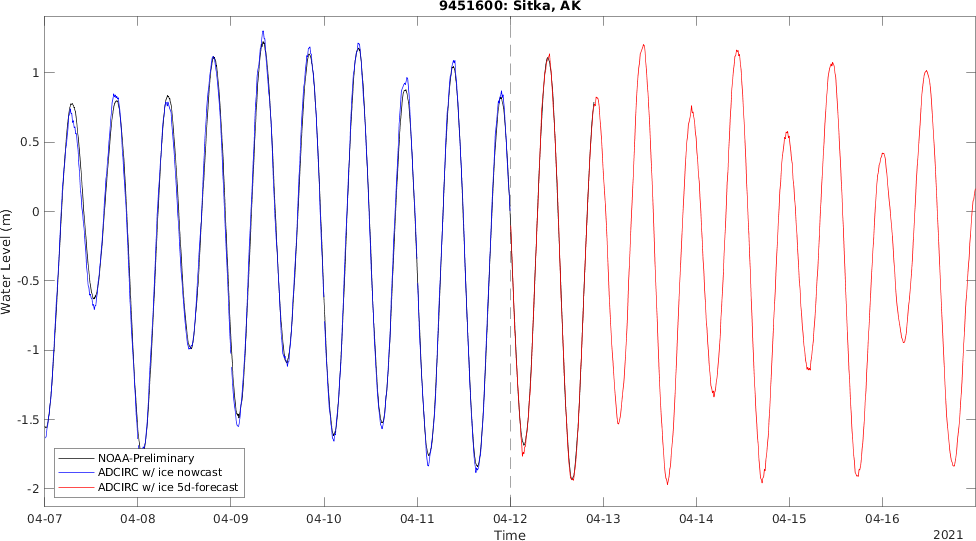 9451600: Sitka, AK
Water Level (m)
1
0.5
0
-0.5
-1
-1.5
-2
NOAA-Preliminary
ADCIRC w/ ice nowcast
ADCIRC w/ ice 5d-forecast
04-07 04-08 04-09 04-10 04-11 04-12 04-13 04-14 04-15 04-16
Time
2021